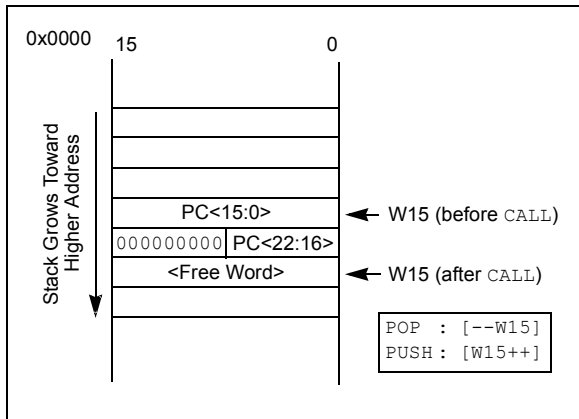 0x0000
15 0
Stack Grows Toward
Higher Address
PC<15:0>
W15 (before CALL)
000000000 PC<22:16>
<Free Word>
W15 (after CALL)
POP : [--W15]
PUSH : [W15++]